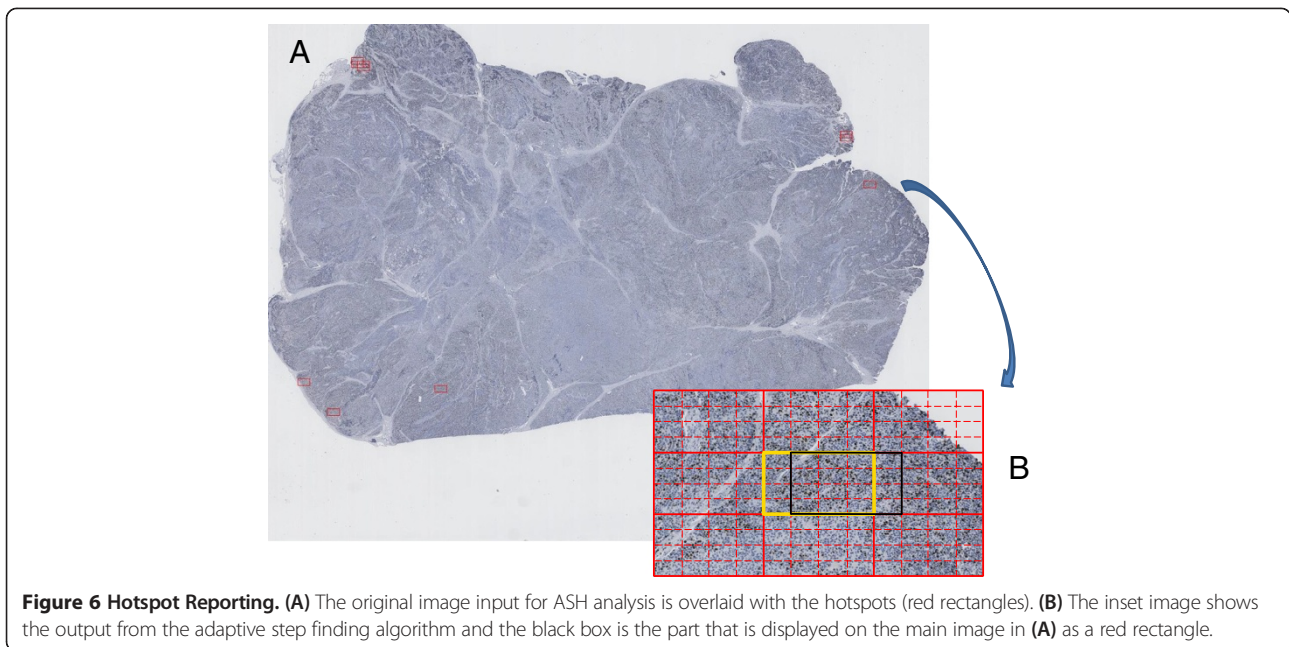 A
B
Figure 6 Hotspot Reporting. (A) The original image input for ASH analysis is overlaid with the hotspots (red rectangles). (B) The inset image shows
the output from the adaptive step finding algorithm and the black box is the part that is displayed on the main image in (A) as a red rectangle.